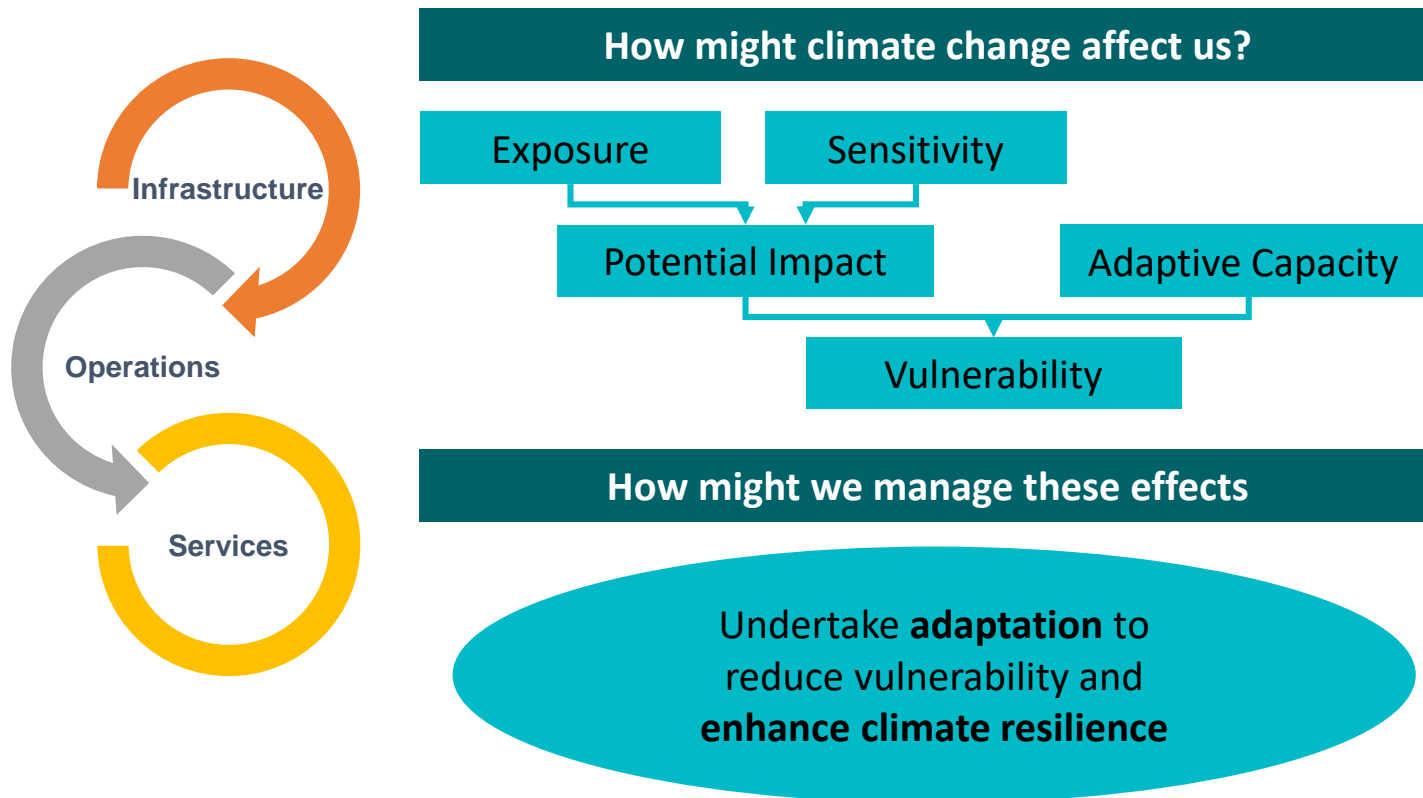 How might climate change affect us?
Exposure
Sensitivity
Infrastructure
Potential Impact
Adaptive Capacity
Operations
Vulnerability
How might we manage these effects
Services
Undertake adaptation to
reduce vulnerability and
enhance climate resilience